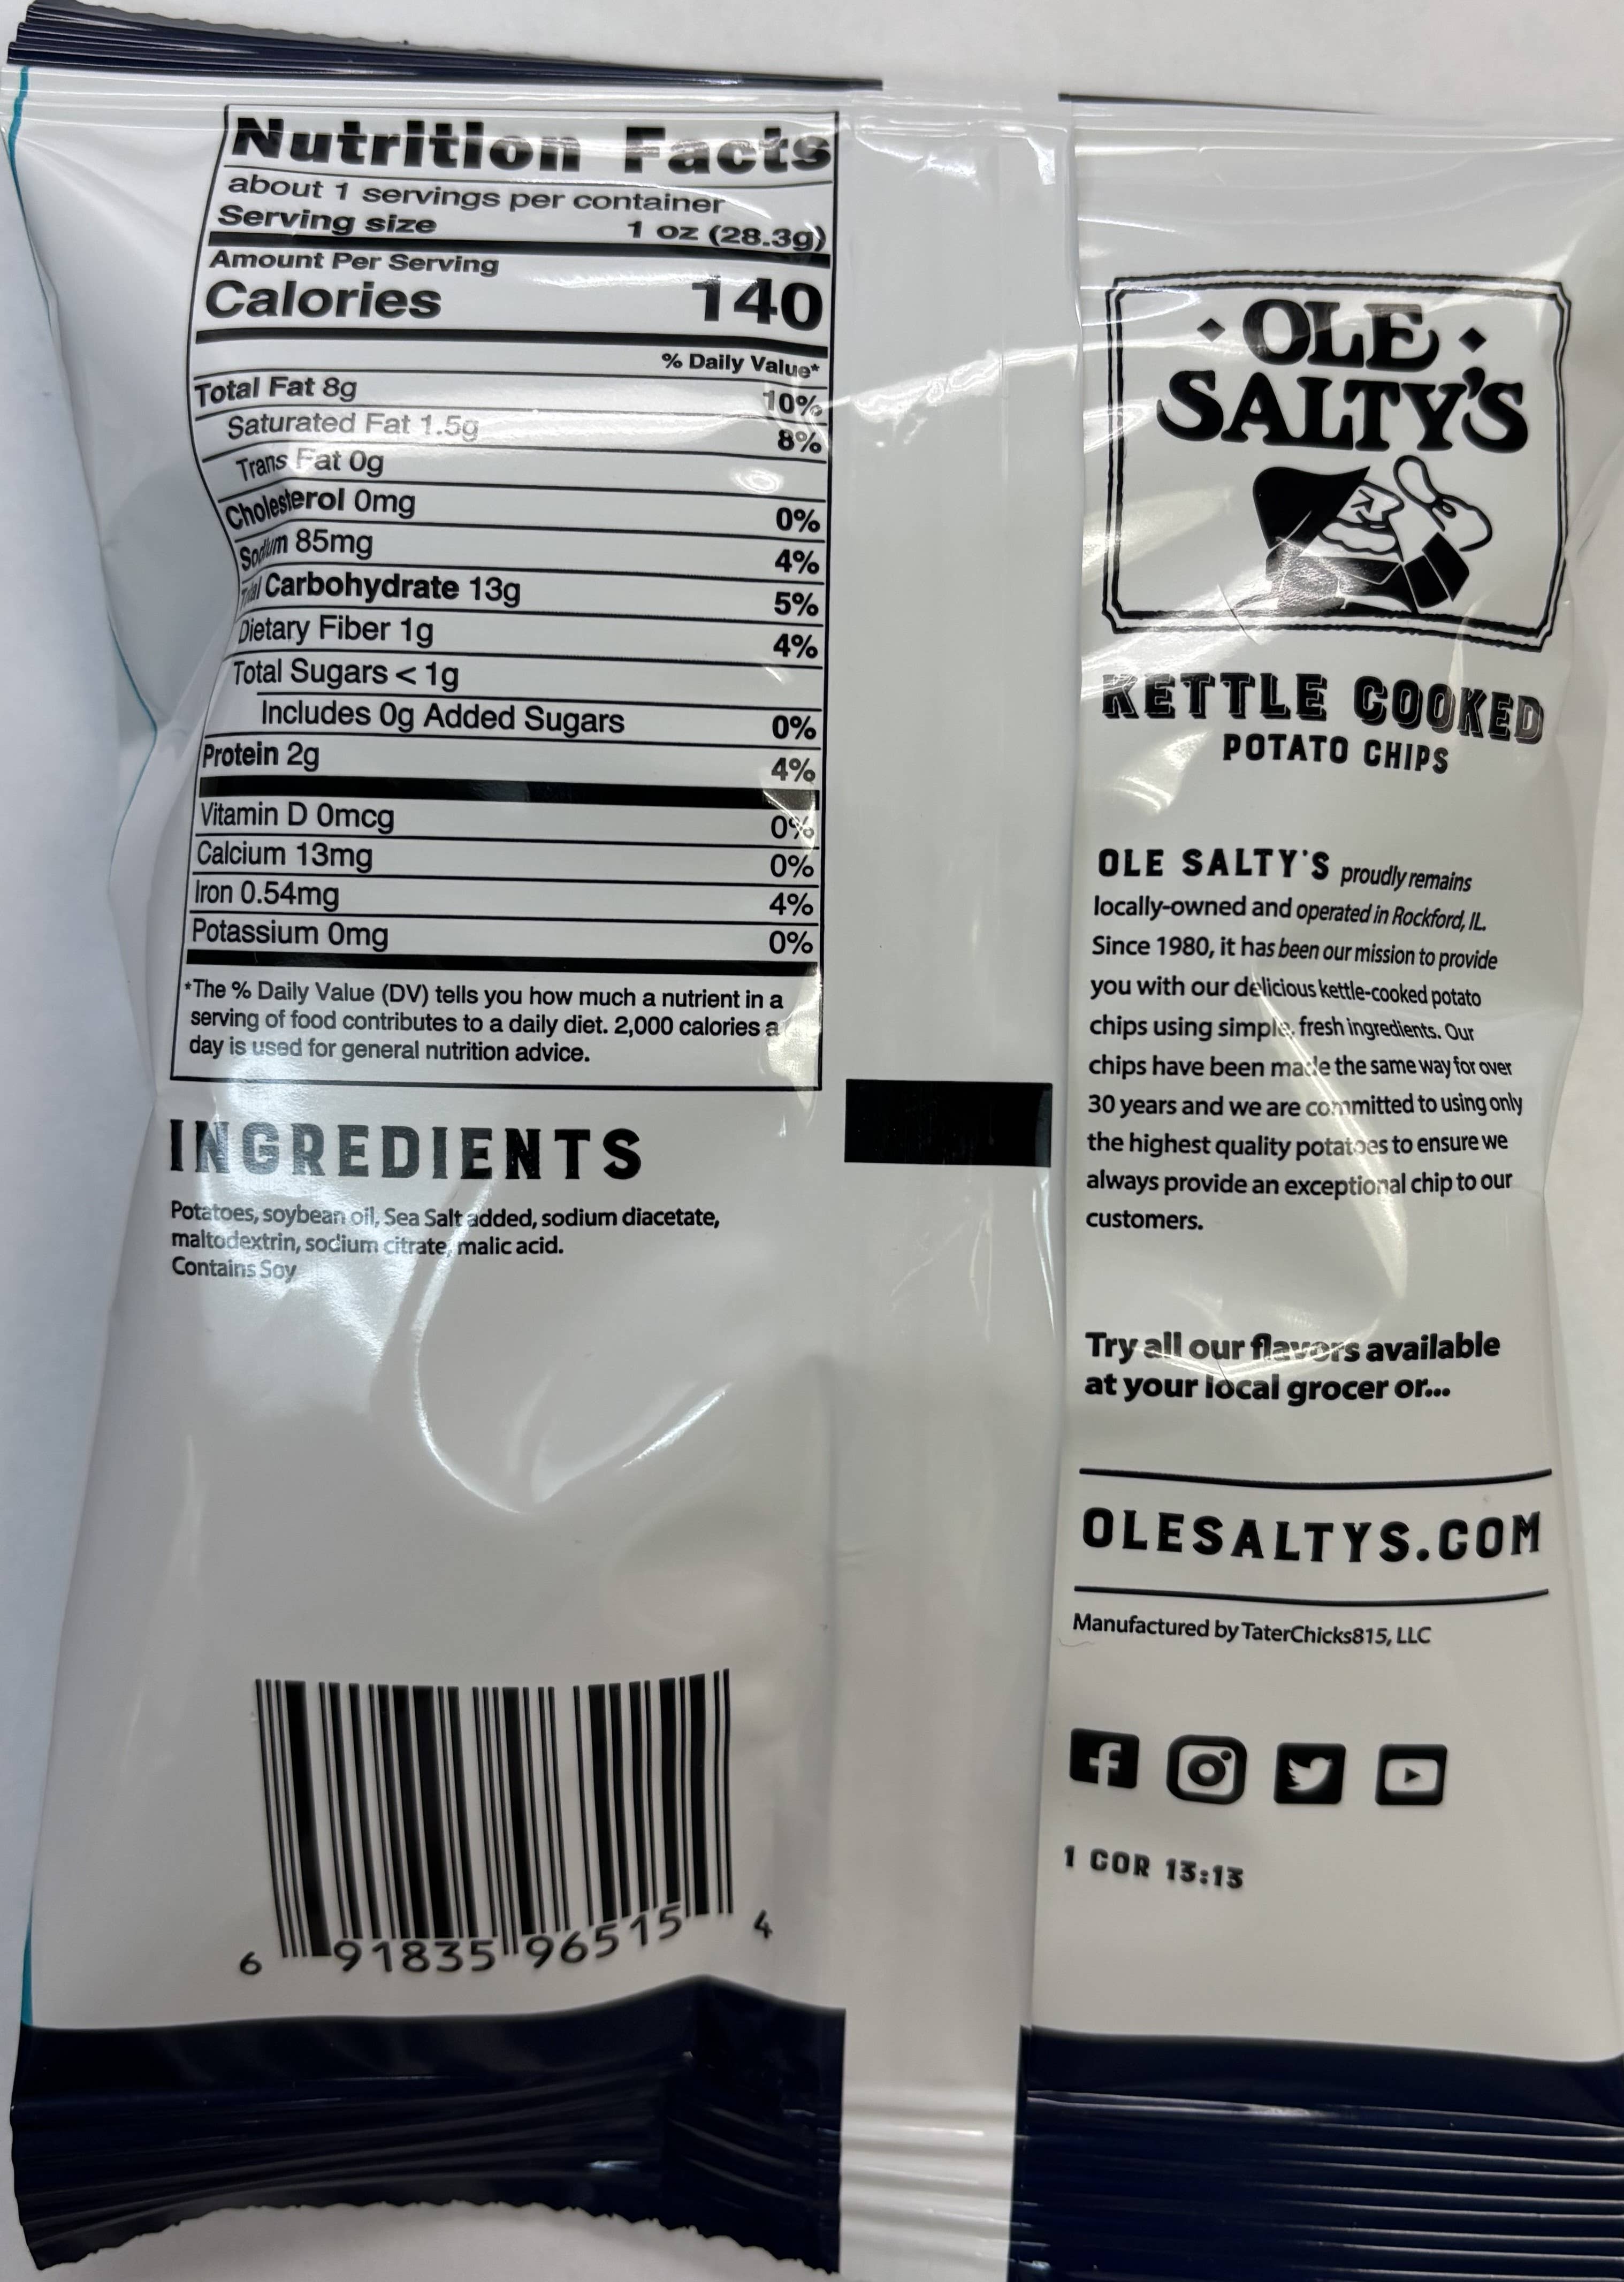 Nutrition Facts
about 1 servings per container
Serving size 1 oz (28.3g)
Amount Per Serving
Calories 140
% Daily Value*
Total Fat 8g 10%
Saturated Fat 1.5g 8%
Trans Fat 0g
Cholesterol 0mg 0%
Sodium 85mg 4%
Total Carbohydrate 13g 5%
Dietary Fiber 1g 4%
Total Sugars < 1g
Includes 0g Added Sugars 0%
Protein 2g 4%
Vitamin D 0mcg 0%
Calcium 13mg 0%
Iron 0.54mg 4%
Potassium 0mg 0%
*The % Daily Value (DV) tells you how much a nutrient in a
serving of food contributes to a daily diet. 2,000 calories a
day is used for general nutrition advice.
INGREDIENTS
Potatoes, soybean oil, Sea Salt added, sodium diacetate,
maltodextrin, sodium citrate, malic acid.
Contains Soy
6 91835 96515 4
OLE
SALTY'S
KETTLE COOKED
POTATO CHIPS
OLE SALTY'S proudly remains
locally-owned and operated in Rockford, IL.
Since 1980, it has been our mission to provide
you with our delicious kettle-cooked potato
chips using simple, fresh ingredients. Our
chips have been made the same way for over
30 years and we are committed to using only
the highest quality potatoes to ensure we
always provide an exceptional chip to our
customers.
Try all our flavors available
at your local grocer or...
OLESALTYS.COM
Manufactured by TaterChicks815, LLC
1 COR 13:13